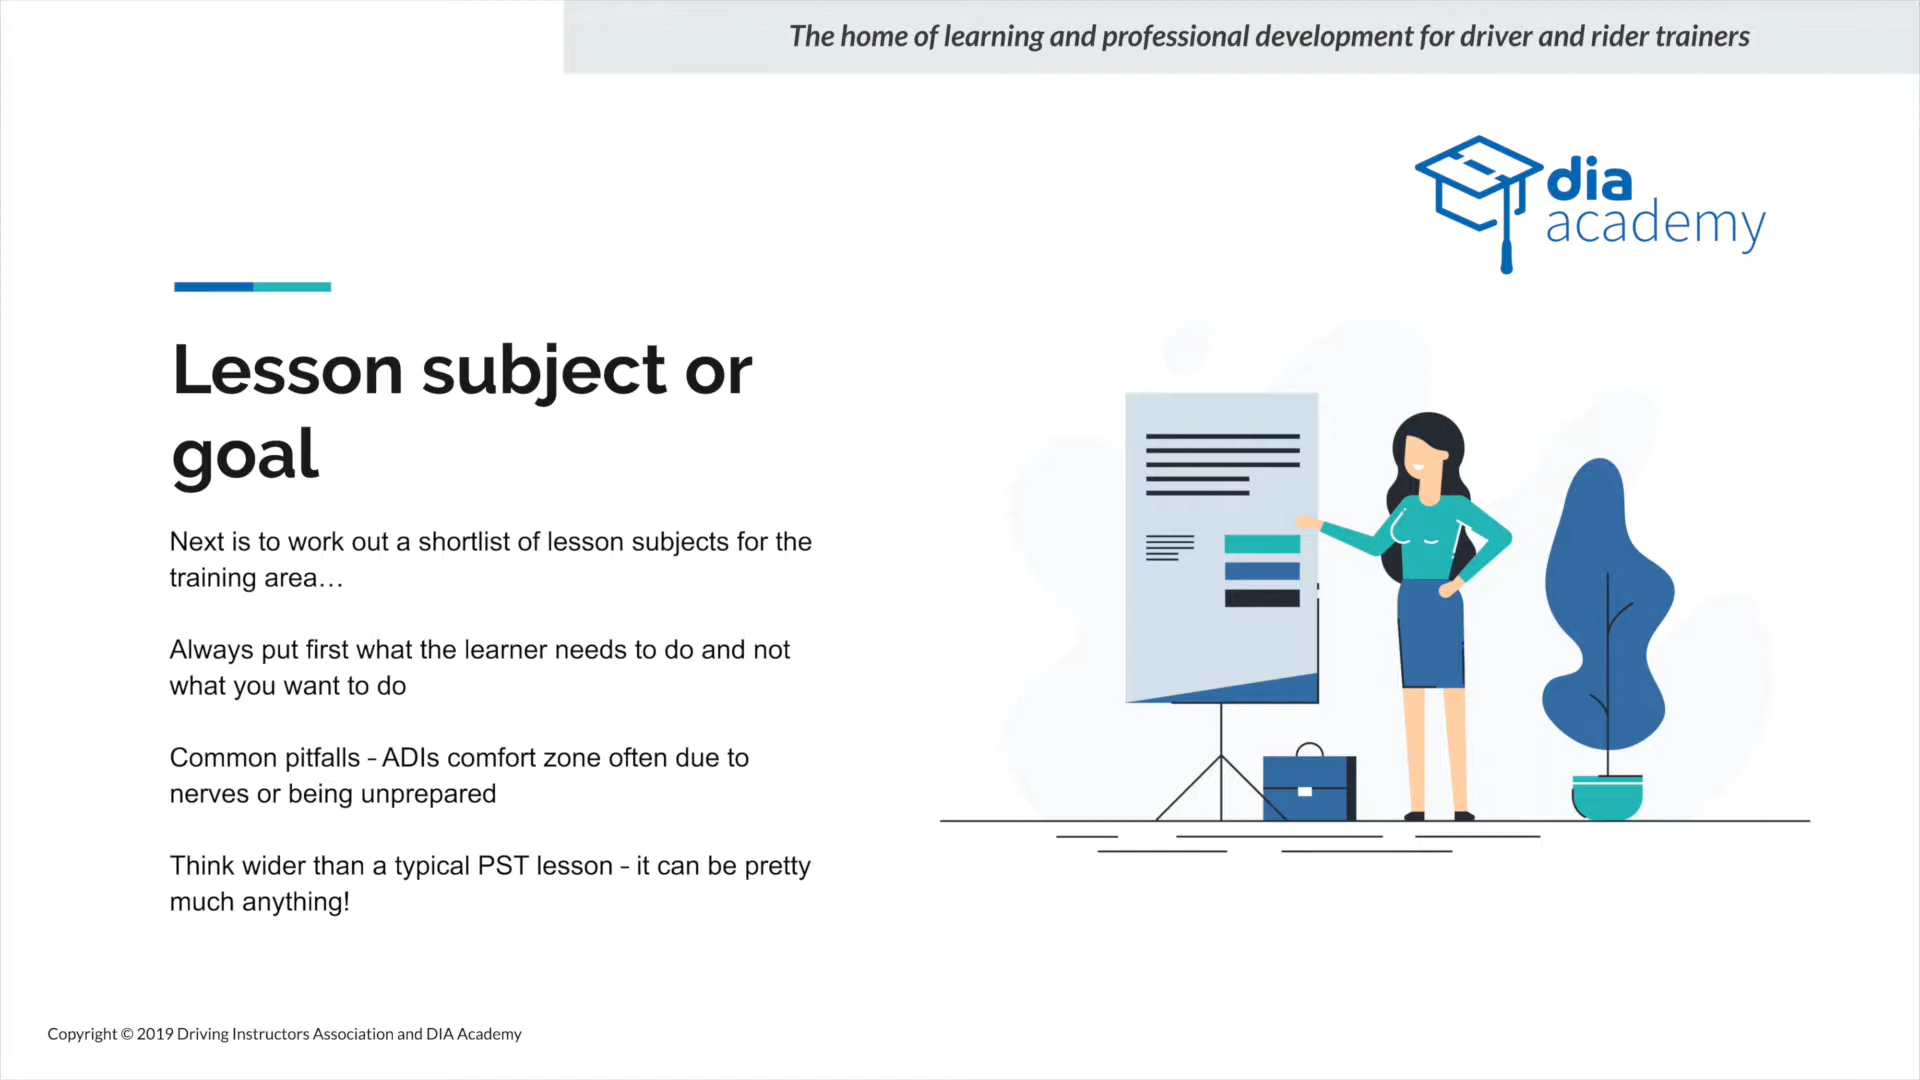 The home of learning and professional development for driver and rider trainers
dia
academy
Lesson subject or
goal
Next is to work out a shortlist of lesson subjects for the
training area…
Always put first what the learner needs to do and not
what you want to do
Common pitfalls - ADIs comfort zone often due to
nerves or being unprepared
Think wider than a typical PST lesson - it can be pretty
much anything!
Copyright © 2019 Driving Instructors Association and DIA Academy